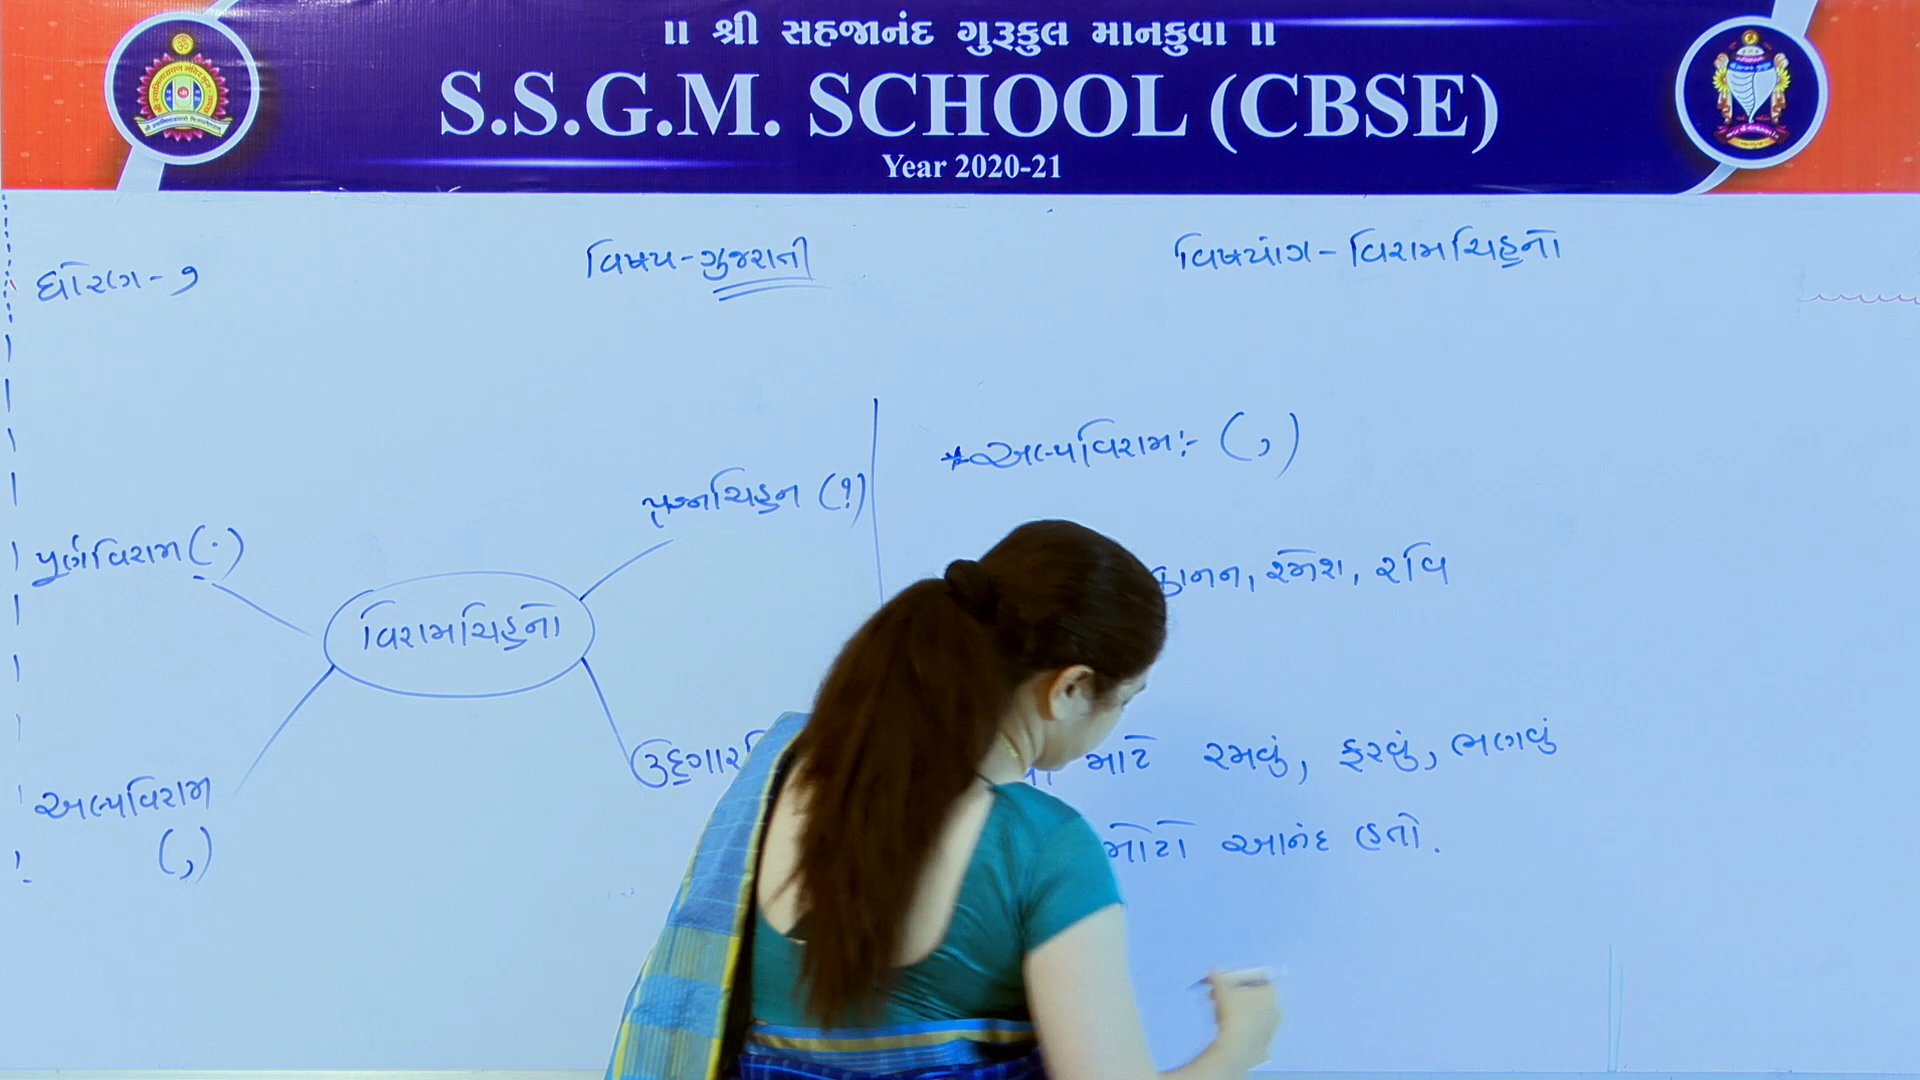 ॥ શ્રી સહજાનંદ ગુરૂકુલ માનકુવા ॥
S.S.G.M. SCHOOL (CBSE)
Year 2020-21
ધોરણ - ૭
વિષય - ગુજરાતી
વિષયાંગ - વિરામચિહ્નો
પ્રશ્નચિહ્ન (?)
પૂર્ણવિરામ (.)
વિરામચિહ્નો
અલ્પવિરામ
(,)
* અલ્પવિરામ :- (,)
કાનન, રમેશ, રવિ
માટે રમવું, ફરવું, ભણવું
મોટો આનંદ હતો.